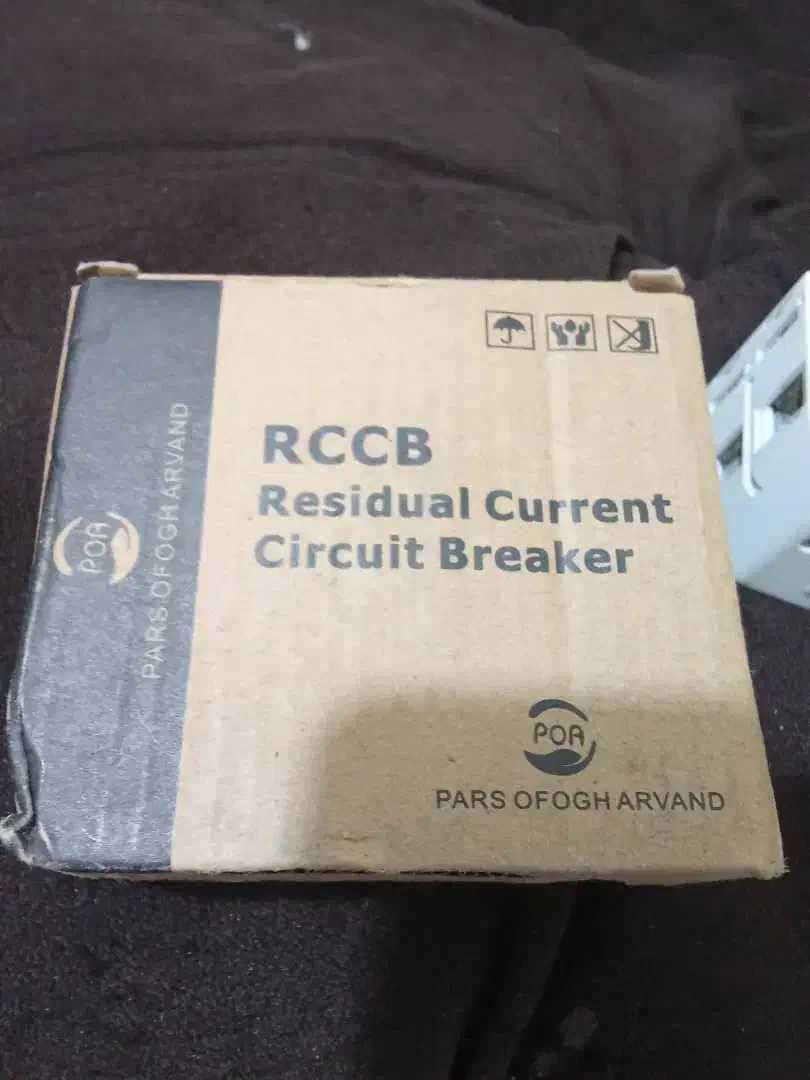 POA
PARS OFOGH ARVAND
RCCB
Residual Current
Circuit Breaker
POA
PARS OFOGH ARVAND